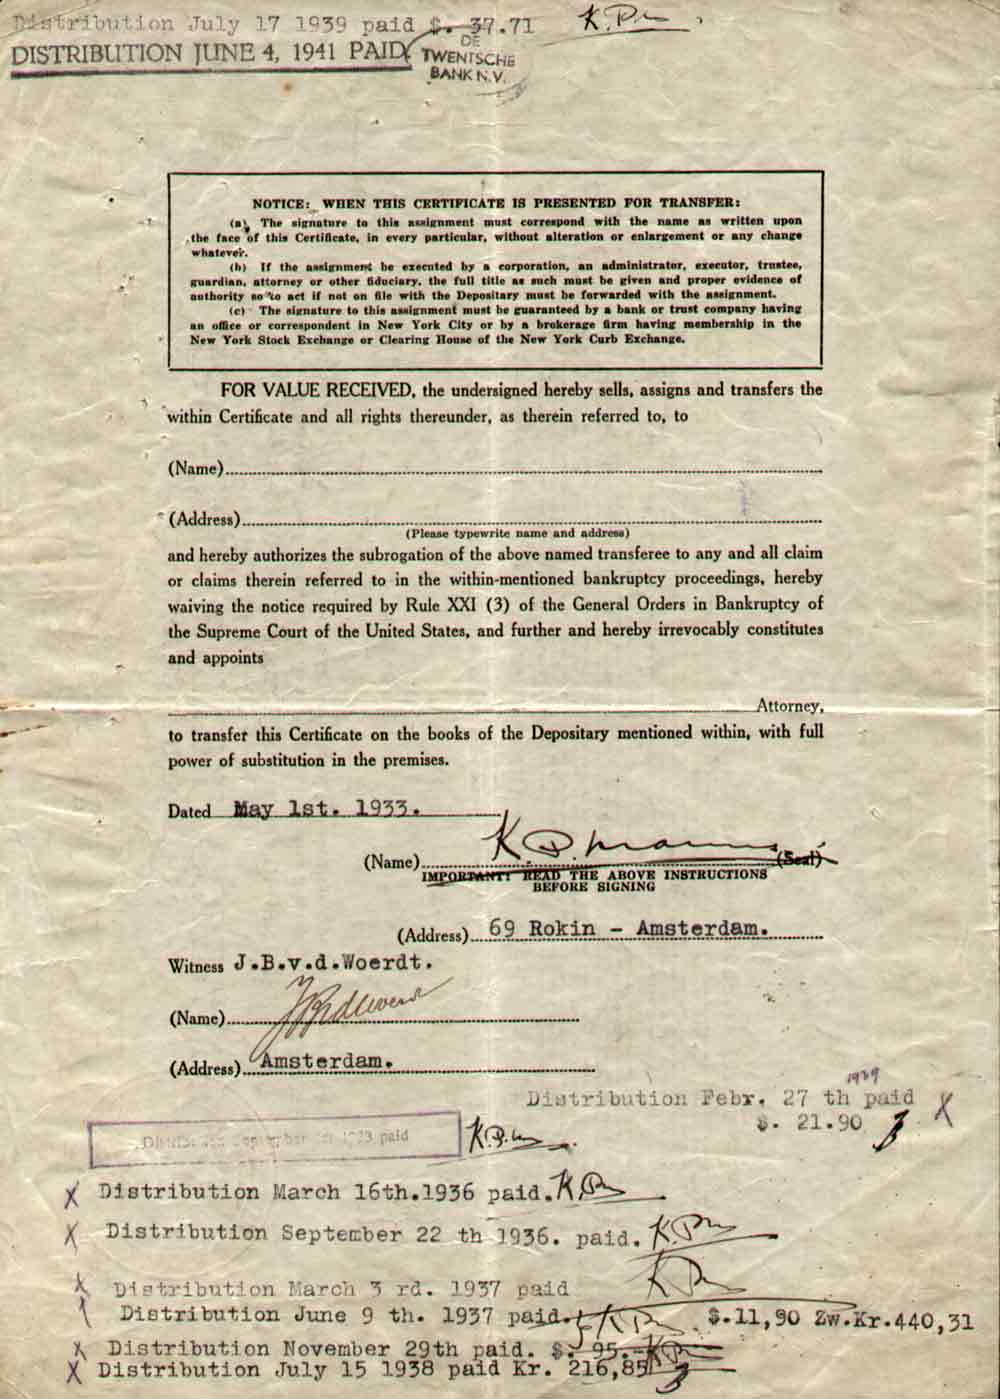 Distribution July 17 1939 paid $. 37.71
DISTRIBUTION JUNE 4, 1941 PAID
DE
TWENTSCHE
BANK N.V.
NOTICE: WHEN THIS CERTIFICATE IS PRESENTED FOR TRANSFER:
(a) The signature to this assignment must correspond with the name as written upon
the face of this Certificate, in every particular, without alteration or enlargement or any change
whatever.
(b) If the assignment be executed by a corporation, an administrator, executor, trustee,
guardian, attorney or other fiduciary, the full title as such must be given and proper evidence of
authority so to act if not on file with the Depositary must be forwarded with the assignment.
(c) The signature to this assignment must be guaranteed by a bank or trust company having
an office or correspondent in New York City or by a brokerage firm having membership in the
New York Stock Exchange or Clearing House of the New York Curb Exchange.
FOR VALUE RECEIVED, the undersigned hereby sells, assigns and transfers the
within Certificate and all rights thereunder, as therein referred to, to
(Name)
(Address)
(Please typewrite name and address)
and hereby authorizes the subrogation of the above named transferee to any and all claim
or claims therein referred to in the within-mentioned bankruptcy proceedings, hereby
waiving the notice required by Rule XXI (3) of the General Orders in Bankruptcy of
the Supreme Court of the United States, and further and hereby irrevocably constitutes
and appoints
Attorney,
to transfer this Certificate on the books of the Depositary mentioned within, with full
power of substitution in the premises.
Dated May 1st. 1933.
(Name) (Seal)
IMPORTANT! READ THE ABOVE INSTRUCTIONS
BEFORE SIGNING
(Address) 69 Rokin - Amsterdam.
Witness J.B.v.d.Woerdt.
(Name)
(Address) Amsterdam.
1939
Distribution Febr. 27 th paid X
$. 21.90
paid
X Distribution March 16th.1936 paid.
X Distribution September 22 th 1936. paid.
X Distribution March 3 rd. 1937 paid
Distribution June 9 th. 1937 paid. $.11,90 Zw.Kr.440,31
X Distribution November 29th paid. $. 95.-
X Distribution July 15 1938 paid Kr. 216,85